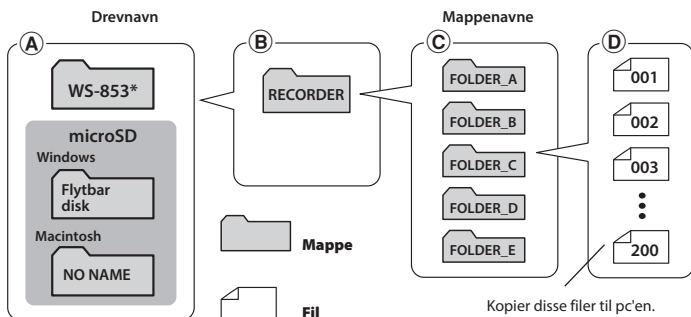 Drevnavn
Mappenavne
A
B
C
D
WS-853*
microSD
Windows
Flytbar
disk
Macintosh
NO NAME
RECORDER
FOLDER_A
FOLDER_B
FOLDER_C
FOLDER_D
FOLDER_E
001
002
003
200
Mappe
Fil
Kopier disse filer til pc'en.